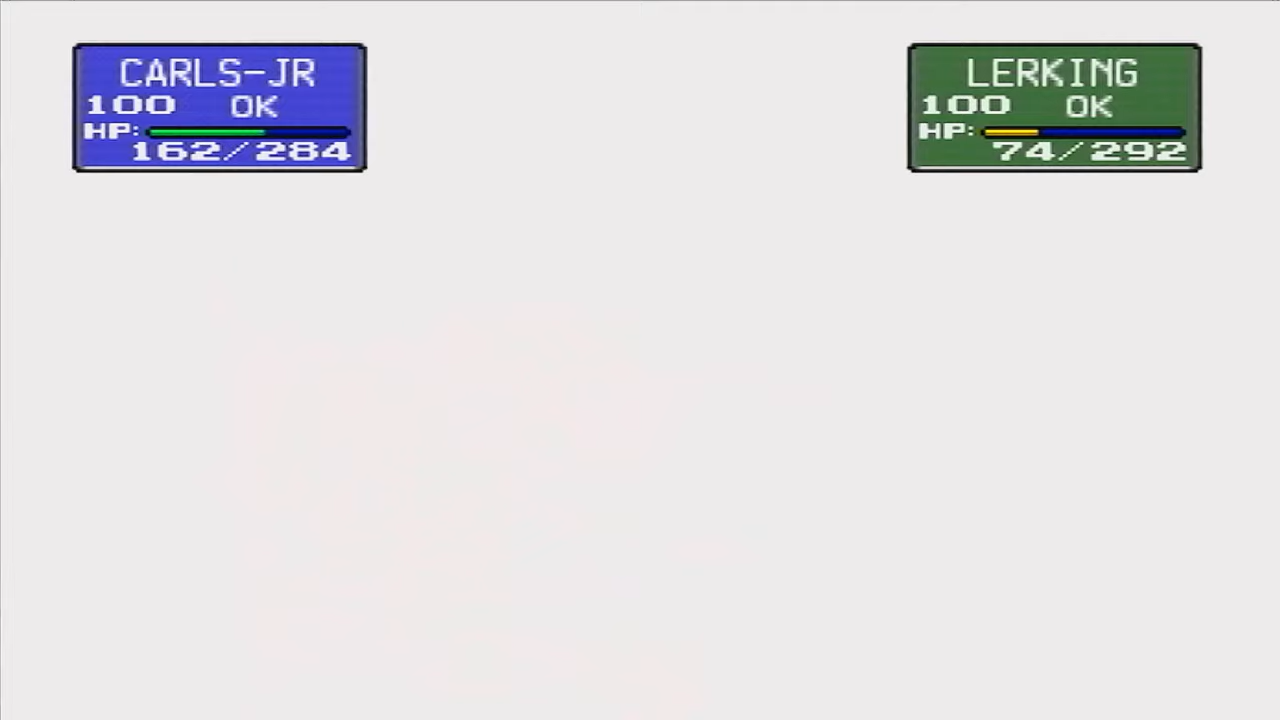 CARLS-JR
100 OK
HP:
162/284
LERKING
100 OK
HP:
74/292